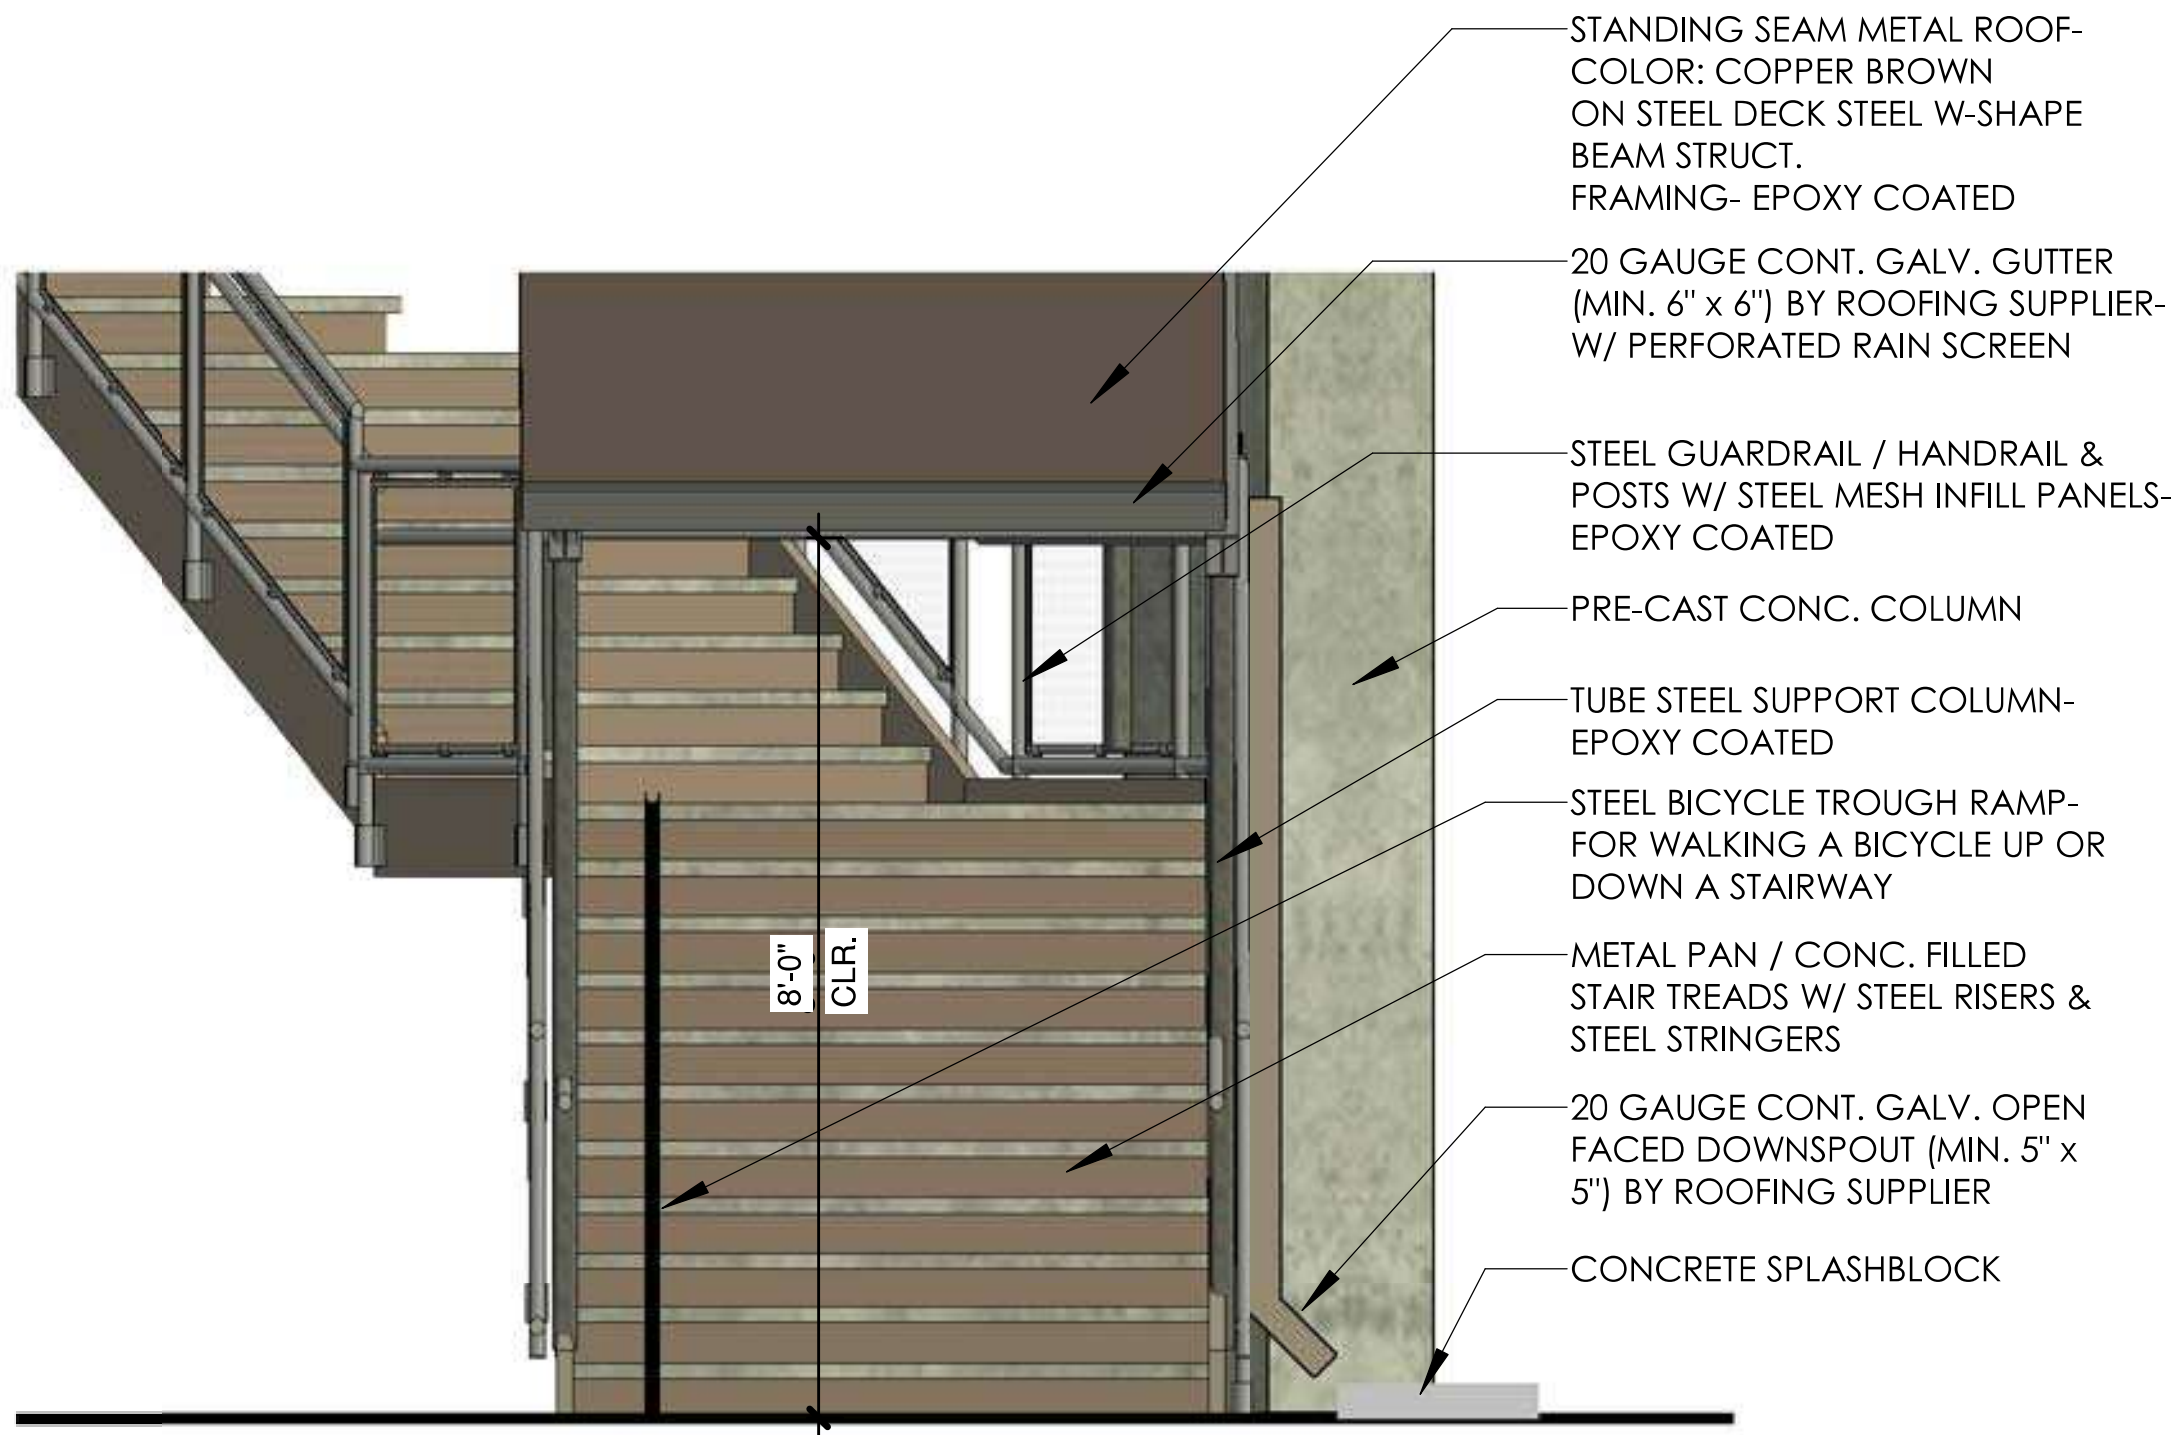 STANDING SEAM METAL ROOF-
COLOR: COPPER BROWN
ON STEEL DECK STEEL W-SHAPE
BEAM STRUCT.
FRAMING- EPOXY COATED
20 GAUGE CONT. GALV. GUTTER
(MIN. 6" x 6") BY ROOFING SUPPLIER-
W/ PERFORATED RAIN SCREEN
STEEL GUARDRAIL / HANDRAIL &
POSTS W/ STEEL MESH INFILL PANELS-
EPOXY COATED
PRE-CAST CONC. COLUMN
TUBE STEEL SUPPORT COLUMN-
EPOXY COATED
STEEL BICYCLE TROUGH RAMP-
FOR WALKING A BICYCLE UP OR
DOWN A STAIRWAY
METAL PAN / CONC. FILLED
STAIR TREADS W/ STEEL RISERS &
STEEL STRINGERS
20 GAUGE CONT. GALV. OPEN
FACED DOWNSPOUT (MIN. 5" x
5") BY ROOFING SUPPLIER
CONCRETE SPLASHBLOCK
8'-0"
CLR.